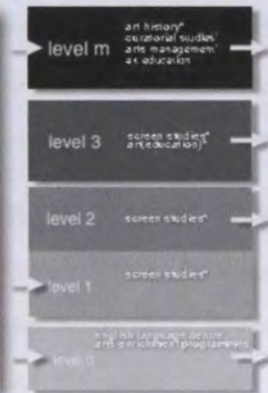 level m
art history*
curatorial studies*
arts management*
art education
level 3
screen studies*
art(education)*
level 2
screen studies*
level 1
screen studies*
english language
arts enrichment programmes
level 0